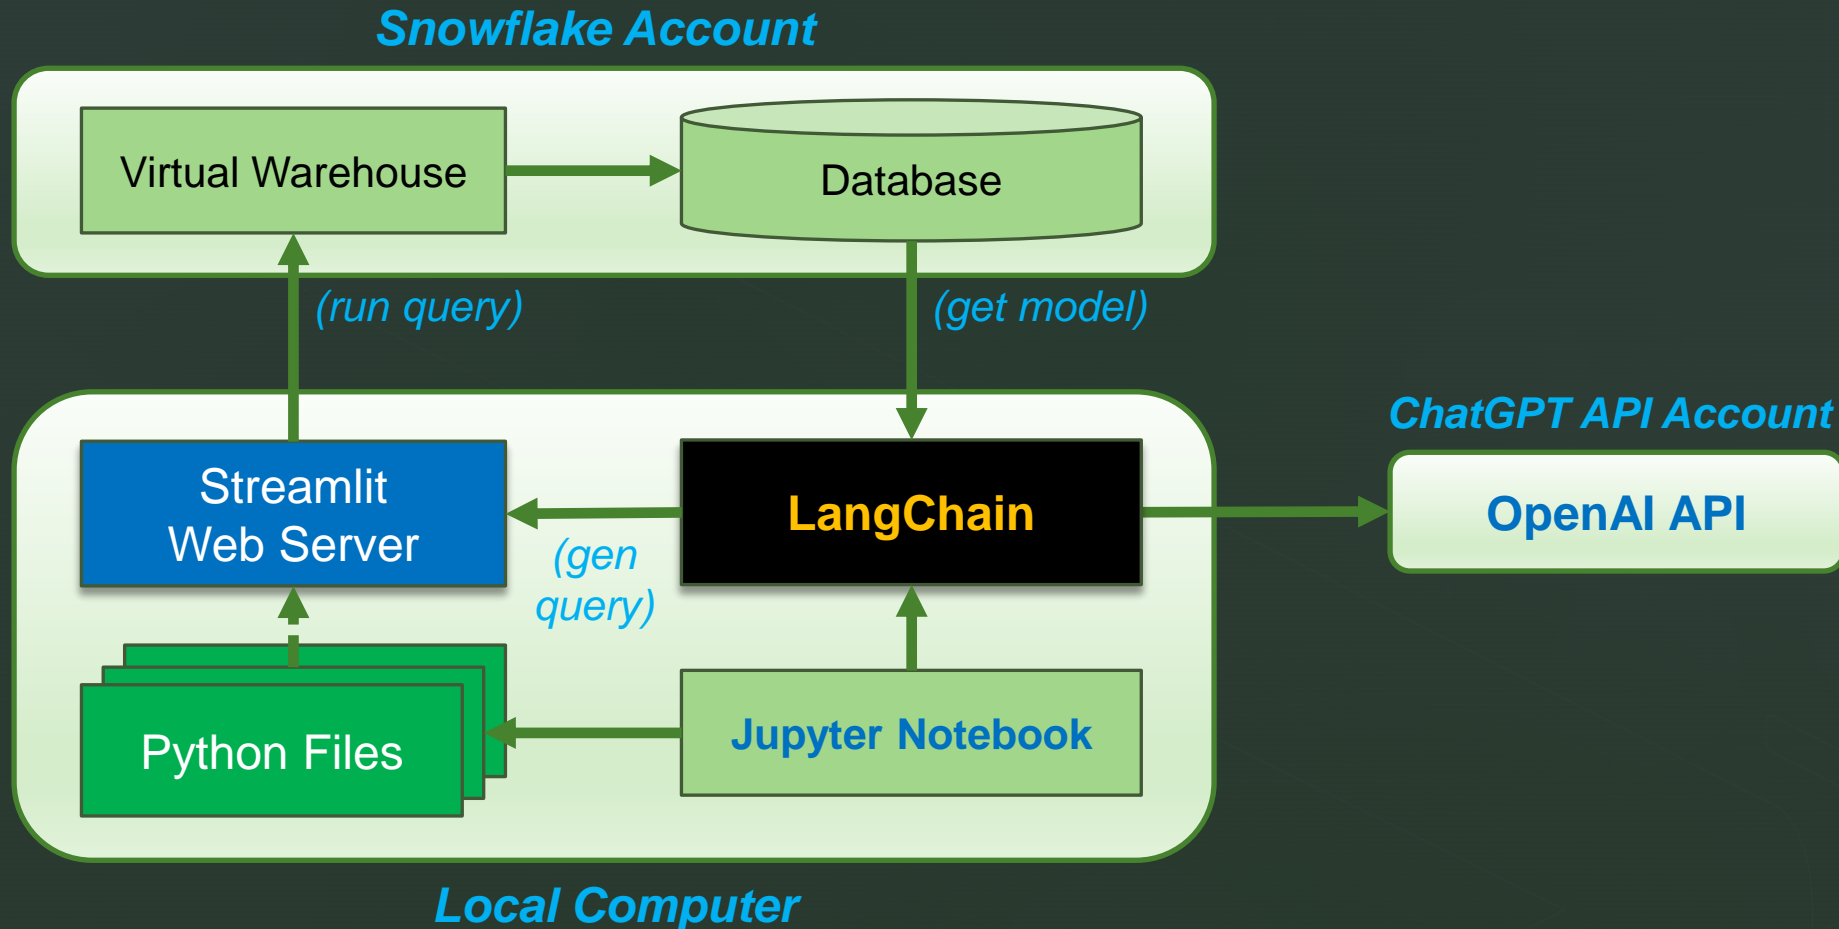 Snowflake Account
Virtual Warehouse
Database
(run query)
(get model)
ChatGPT API Account
Streamlit
Web Server
LangChain
OpenAI API
(gen
query)
Python Files
Jupyter Notebook
Local Computer